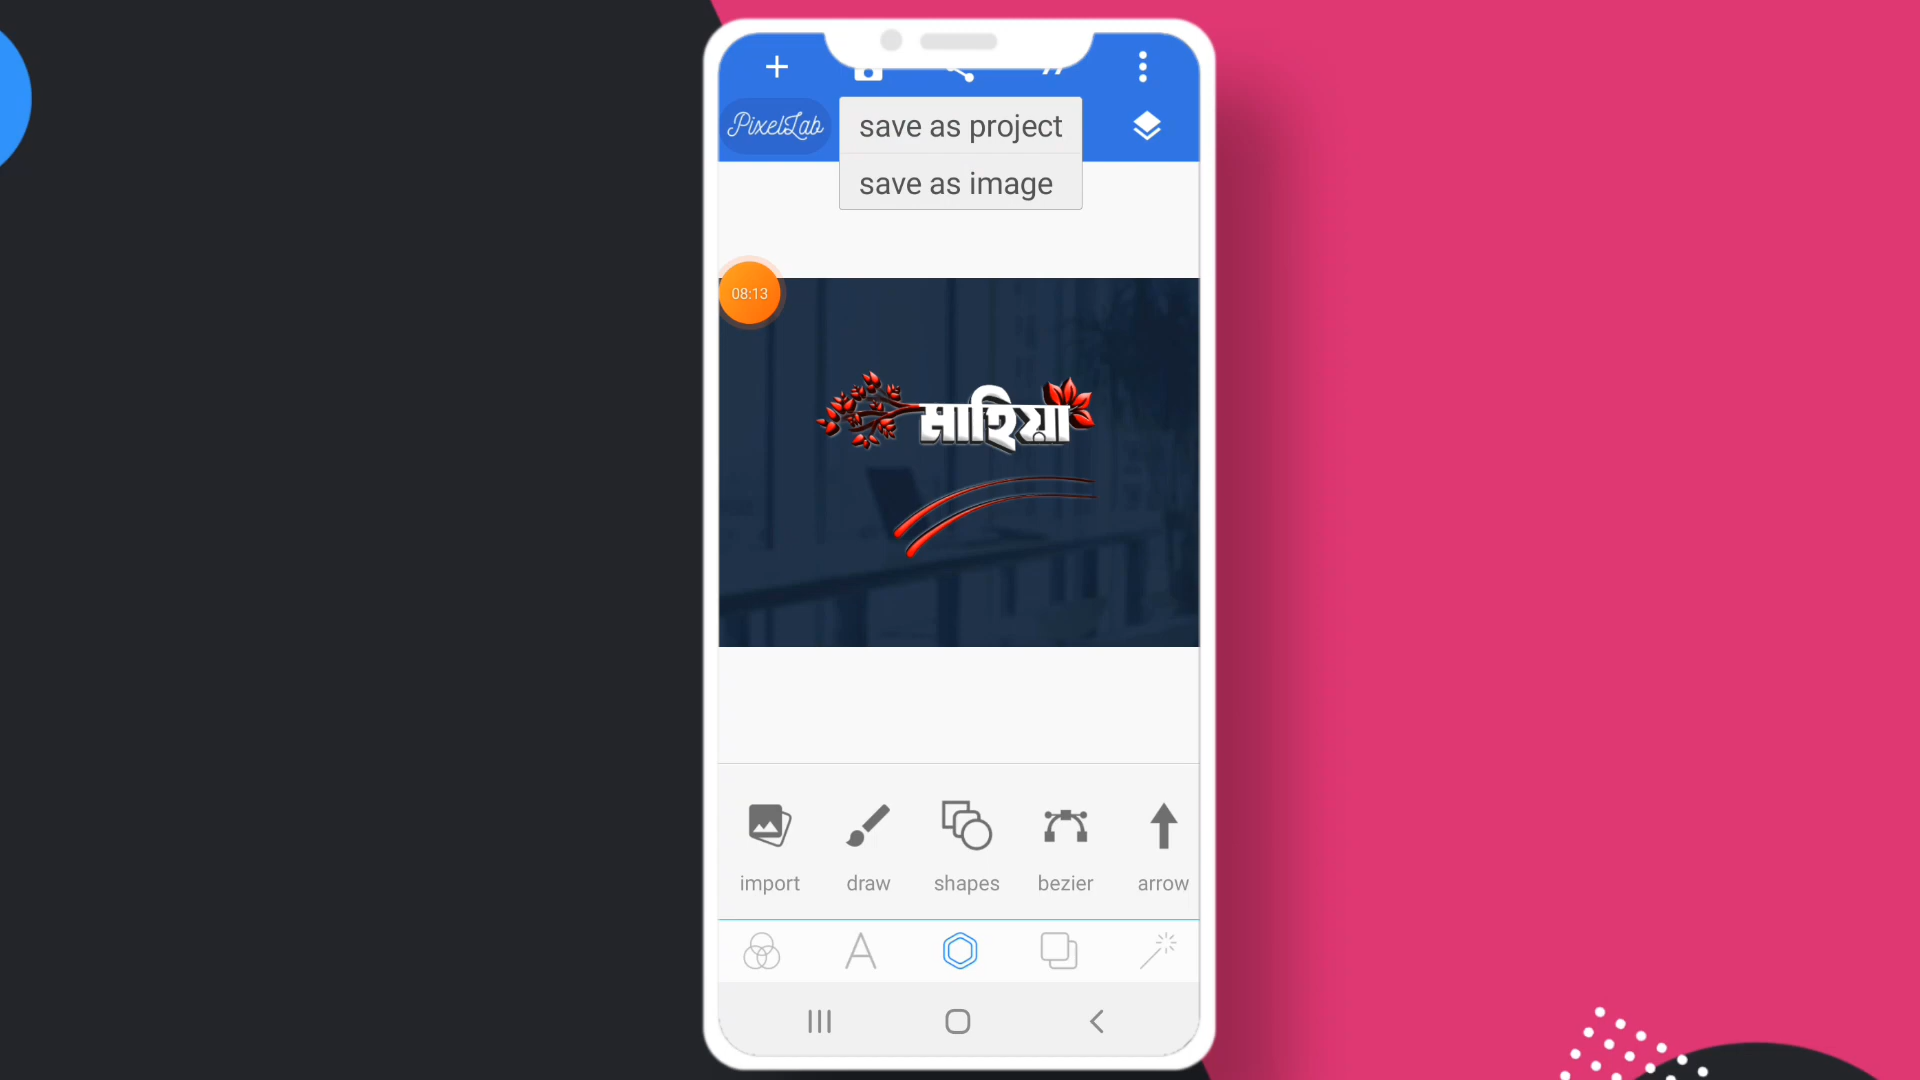 PixelLab
save as project
save as image
08:13
মাহিয়া
import
draw
shapes
bezier
arrow